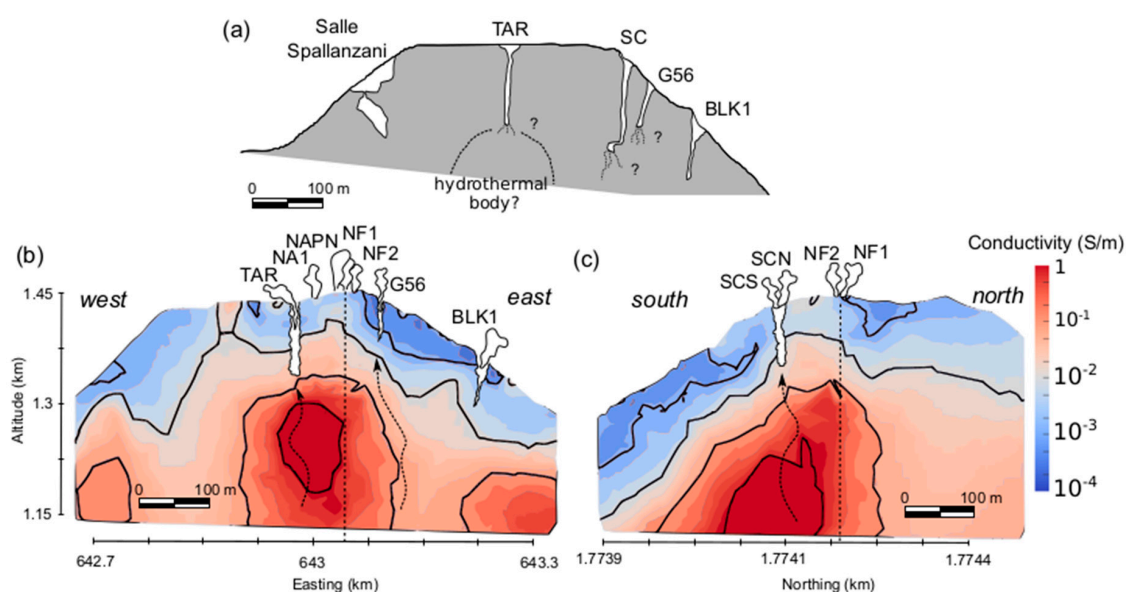 (a)
Salle
Spallanzani
TAR
SC
G56
BLK1
?
?
?
hydrothermal
body?
0 100 m
(b)
west
TAR
NA1
NAPN
NF1
NF2
G56
BLK1
east
1.45
1.3
1.15
Altitude (km)
0 100 m
642.7 643 643.3
Easting (km)
(c)
south
SCS
SCN
NF2
NF1
north
0 100 m
1.7739 1.7741 1.7744
Northing (km)
Conductivity (S/m)
1
10-1
10-2
10-3
10-4